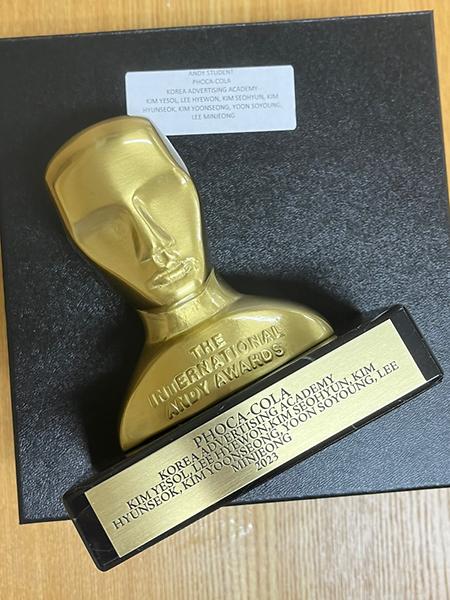 ANDY STUDENT
PHOCA-COLA
KOREA ADVERTISING ACADEMY
KIM YESOL, LEE HYEWON, KIM SEOHYUN, KIM
HYUNSEOK, KIM YOONSEONG, YOON SOYOUNG,
LEE MINJEONG
THE
INTERNATIONAL
ANDY AWARDS
PHOCA-COLA
KOREA ADVERTISING ACADEMY
KIM YESOL, LEE HYEWON,KIM SEOHYUN, KIM
HYUNSEOK, KIM YOONSEONG, YOON SOYOUNG, LEE
MINJEONG
2023